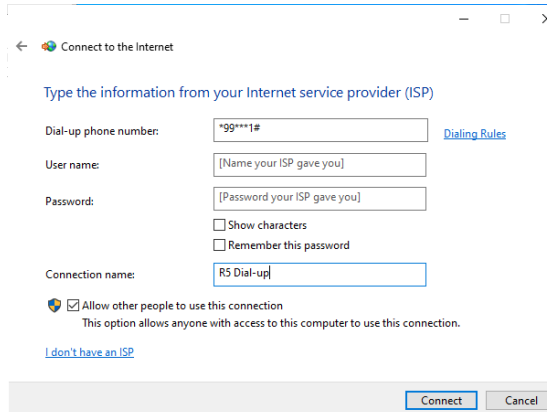 Connect to the Internet
Type the information from your Internet service provider (ISP)
Dial-up phone number: *99***1# Dialing Rules
User name: [Name your ISP gave you]
Password: [Password your ISP gave you]
Show characters
Remember this password
Connection name: R5 Dial-up
Allow other people to use this connection
This option allows anyone with access to this computer to use this connection.
I don't have an ISP
Connect Cancel